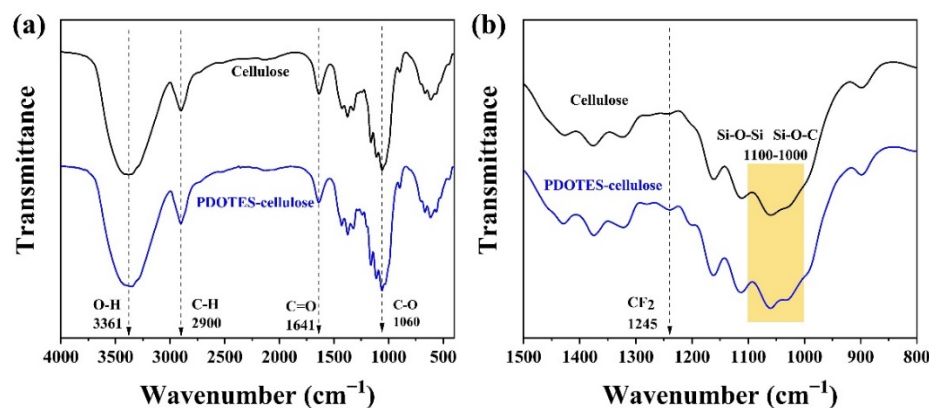 (a)
Cellulose
PDOTES-cellulose
O-H
3361
C-H
2900
C=O
1641
C-O
1060
4000 3500 3000 2500 2000 1500 1000 500
Wavenumber (cm⁻¹)
Transmittance
(b)
Cellulose
Si-O-Si Si-O-C
1100-1000
PDOTES-cellulose
CF₂
1245
1500 1400 1300 1200 1100 1000 900 800
Wavenumber (cm⁻¹)
Transmittance